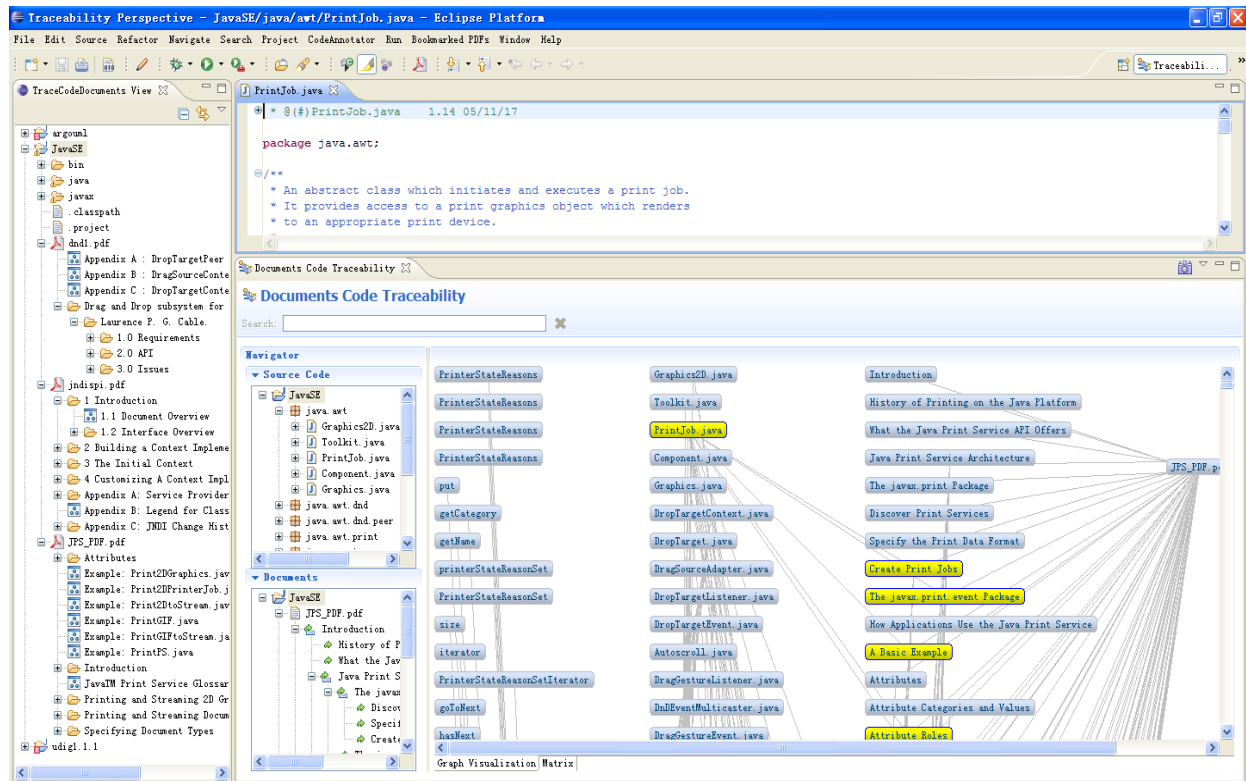 Traceability Perspective - JavaSE/java/awt/PrintJob.java - Eclipse Platform
File Edit Source Refactor Navigate Search Project CodeAnnotator Run Bookmarked PDFs Window Help
Traceabili...
TraceCodeDocuments View
argouml
JavaSE
bin
java
javax
.classpath
.project
dnd1.pdf
Appendix A : DropTargetPeer
Appendix B : DragSourceConte
Appendix C : DropTargetConte
Drag and Drop subsystem for
Laurence P. G. Cable.
1.0 Requirements
2.0 API
3.0 Issues
jndispi.pdf
1 Introduction
1.1 Document Overview
1.2 Interface Overview
2 Building a Context Impleme
3 The Initial Context
4 Customizing A Context Impl
Appendix A: Service Provider
Appendix B: Legend for Class
Appendix C: JNDI Change Hist
JPS_PDF.pdf
Attributes
Example: Print2DGraphics.jav
Example: Print2DPrinterJob.j
Example: Print2DtoStream.jav
Example: PrintGIF.java
Example: PrintGIFtoStream.ja
Example: PrintPS.java
Introduction
JavaTM Print Service Glossar
Printing and Streaming 2D Gr
Printing and Streaming Docum
Specifying Document Types
udig1.1.1
PrintJob.java
* @(#)PrintJob.java 1.14 05/11/17
package java.awt;
/**
* An abstract class which initiates and executes a print job.
* It provides access to a print graphics object which renders
* to an appropriate print device.
Documents Code Traceability
Documents Code Traceability
Search:
Navigator
Source Code
JavaSE
java.awt
Graphics2D.java
Toolkit.java
PrintJob.java
Component.java
Graphics.java
java.awt.dnd
java.awt.dnd.peer
java.awt.print
Documents
JavaSE
JPS_PDF.pdf
Introduction
History of P
What the Jav
Java Print S
The javax
Discov
Specif
Create
PrinterStateReasons
PrinterStateReasons
PrinterStateReasons
PrinterStateReasons
put
getCategory
getName
printerStateReasonSet
PrinterStateReasonSet
size
iterator
PrinterStateReasonSetIterator
goToNext
hasNext
Graphics2D.java
Toolkit.java
PrintJob.java
Component.java
Graphics.java
DropTargetContext.java
DropTarget.java
DragSourceAdapter.java
DropTargetListener.java
DropTargetEvent.java
Autoscroll.java
DragGestureListener.java
DnDEventMulticaster.java
DragGestureEvent.java
Introduction
History of Printing on the Java Platform
What the Java Print Service API Offers
Java Print Service Architecture
The javax.print Package
Discover Print Services
Specify the Print Data Format
Create Print Jobs
The javax.print.event Package
How Applications Use the Java Print Service
A Basic Example
Attributes
Attribute Categories and Values
Attribute Roles
JPS_PDF.p
Graph Visualization Matrix